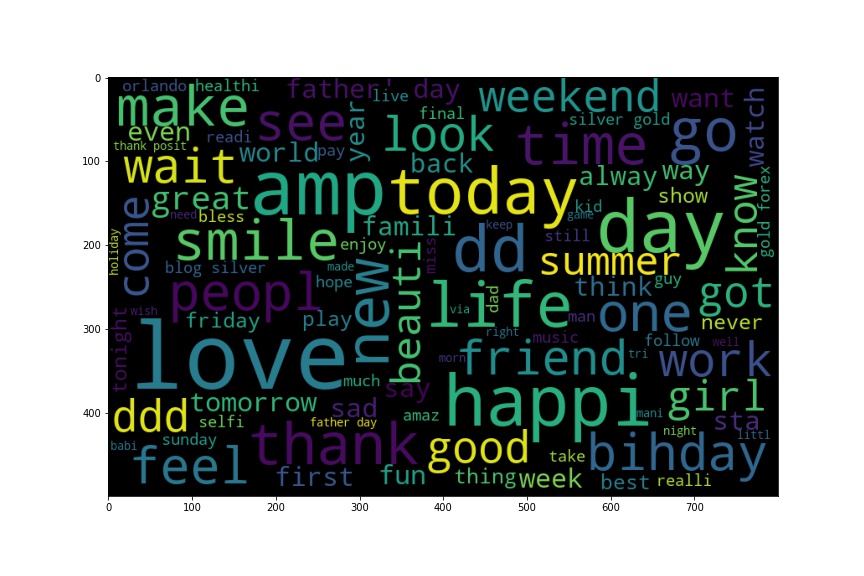 0
100
200
300
400
0 100 200 300 400 500 600 700
orlando healthi father' day live weekend want
make see year final silver gold go watch
even readi look time
thank posit world pay back
wait amp today alway way
great show know gold forex
need bless kid game
come smile famili keep day
holiday enjoy dd still
blog silver made miss summer
peopl hope new beauti life think guy got
wish via dad one
tonight friday play man never
love right music follow well
morn friend tri work
much happi girl
ddd tomorrow say
selfi sad amaz mani sta
father day night littl
babi sunday thank good bihday
feel first fun thing week take best realli